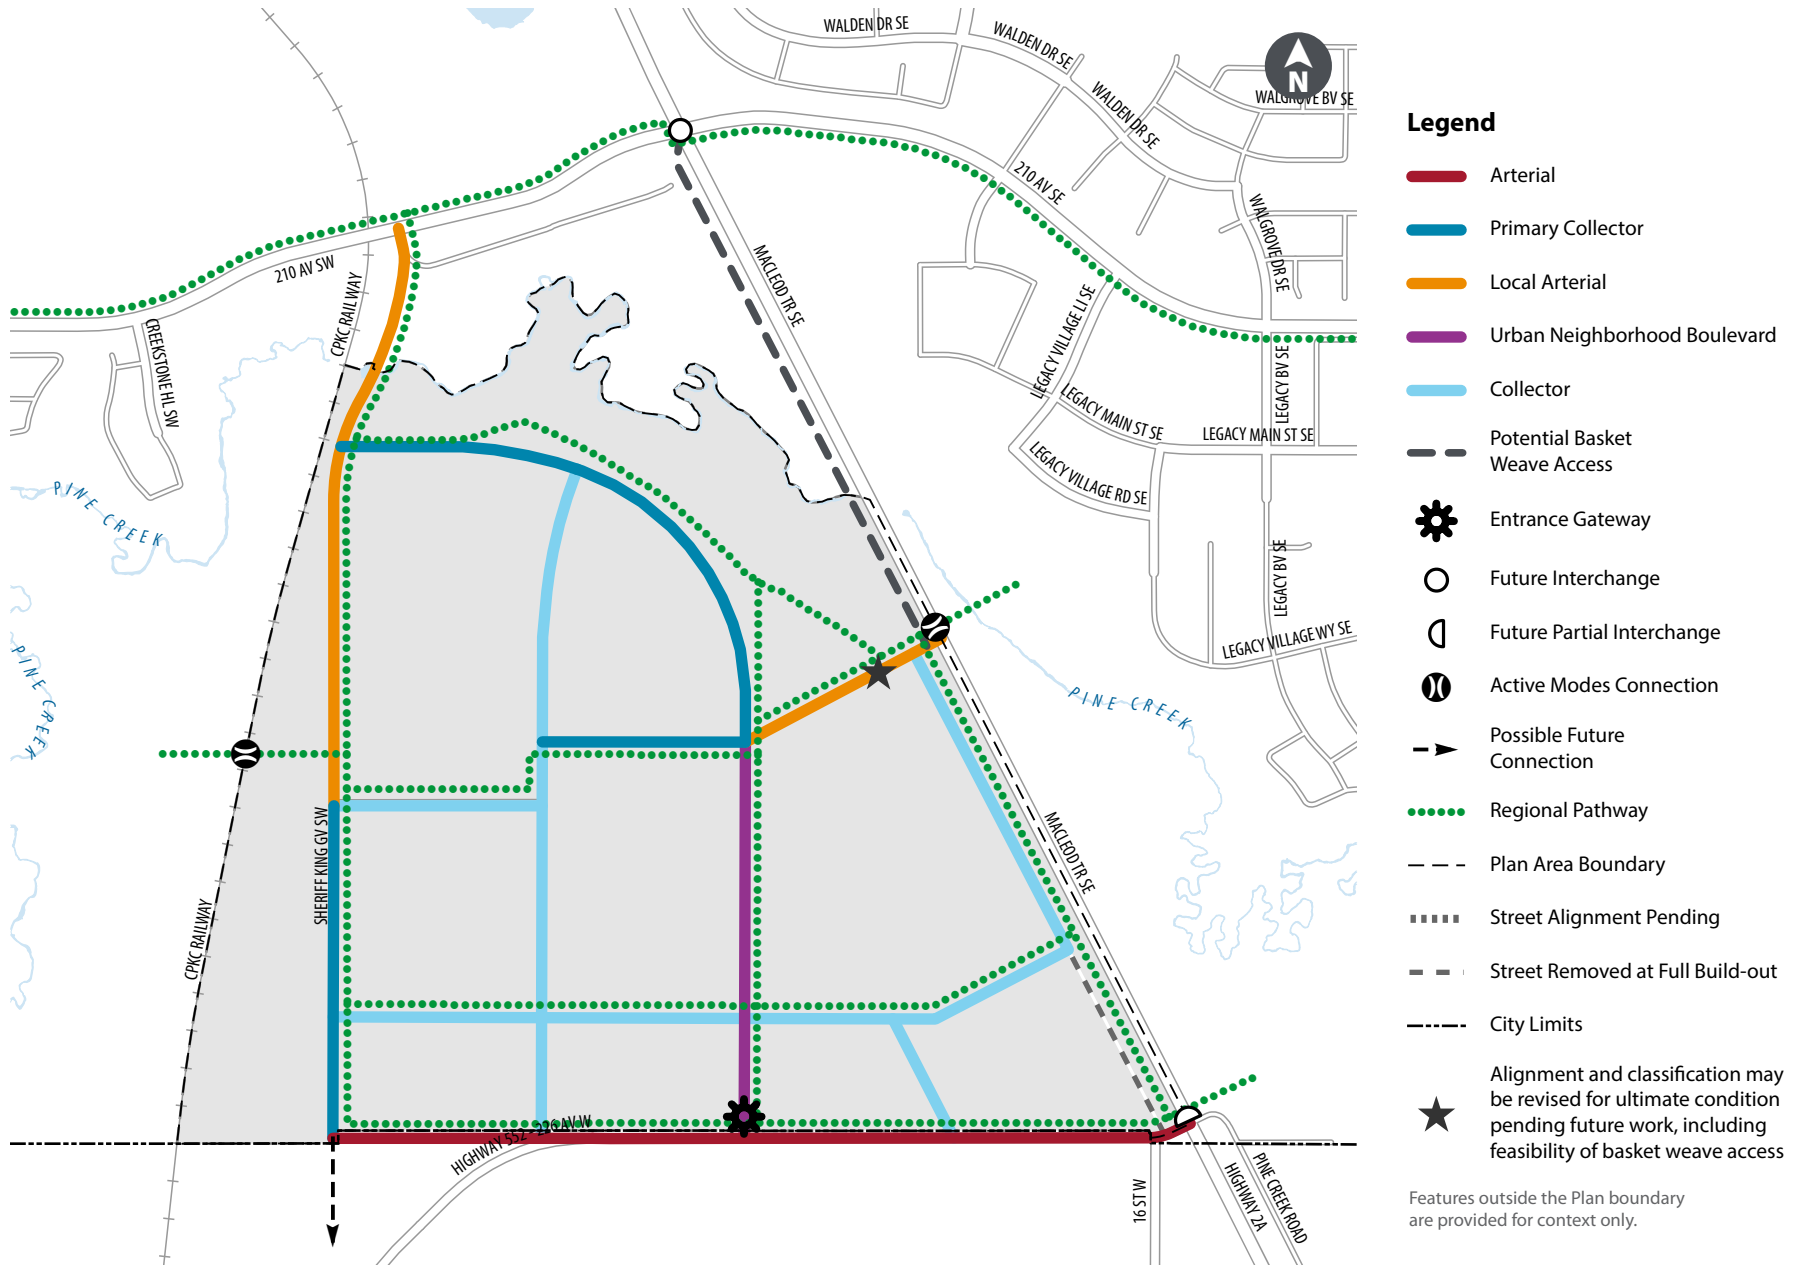 WALDEN DR SE
WALDEN DR SE
WALDEN DR SE
N
WALGROVE BV SE
210 AV SE
WALGROVE DR SE
MACLEOD TR SE
210 AV SW
CPKC RAILWAY
CREEKSTONE HL SW
LEGACY VILLAGE LI SE
LEGACY BV SE
LEGACY MAIN ST SE
LEGACY MAIN ST SE
LEGACY VILLAGE RD SE
PINE CREEK
LEGACY BV SE
LEGACY VILLAGE WY SE
PINE CREEK
PINE CREEK
MACLEOD TR SE
SHERIFF KING GV SW
CPKC RAILWAY
HIGHWAY 552 - 226 AV W
16 ST W
HIGHWAY 2A
PINE CREEK ROAD
Legend
Arterial
Primary Collector
Local Arterial
Urban Neighborhood Boulevard
Collector
Potential Basket
Weave Access
Entrance Gateway
Future Interchange
Future Partial Interchange
Active Modes Connection
Possible Future
Connection
Regional Pathway
Plan Area Boundary
Street Alignment Pending
Street Removed at Full Build-out
City Limits
Alignment and classification may
be revised for ultimate condition
pending future work, including
feasibility of basket weave access
Features outside the Plan boundary
are provided for context only.